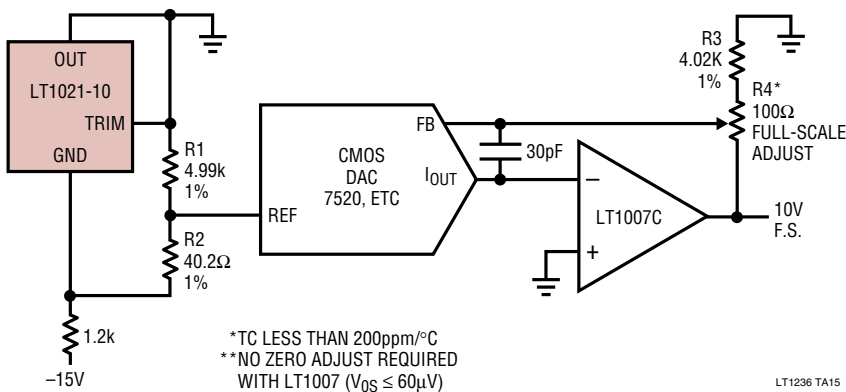 OUT
LT1021-10
TRIM
GND
R1
4.99k
1%
R2
40.2Ω
1%
1.2k
–15V
REF
CMOS
DAC
7520, ETC
FB
IOUT
30pF
–
+
LT1007C
R3
4.02K
1%
R4*
100Ω
FULL-SCALE
ADJUST
10V
F.S.
*TC LESS THAN 200ppm/°C
**NO ZERO ADJUST REQUIRED
WITH LT1007 (V0S ≤ 60µV)
LT1236 TA15